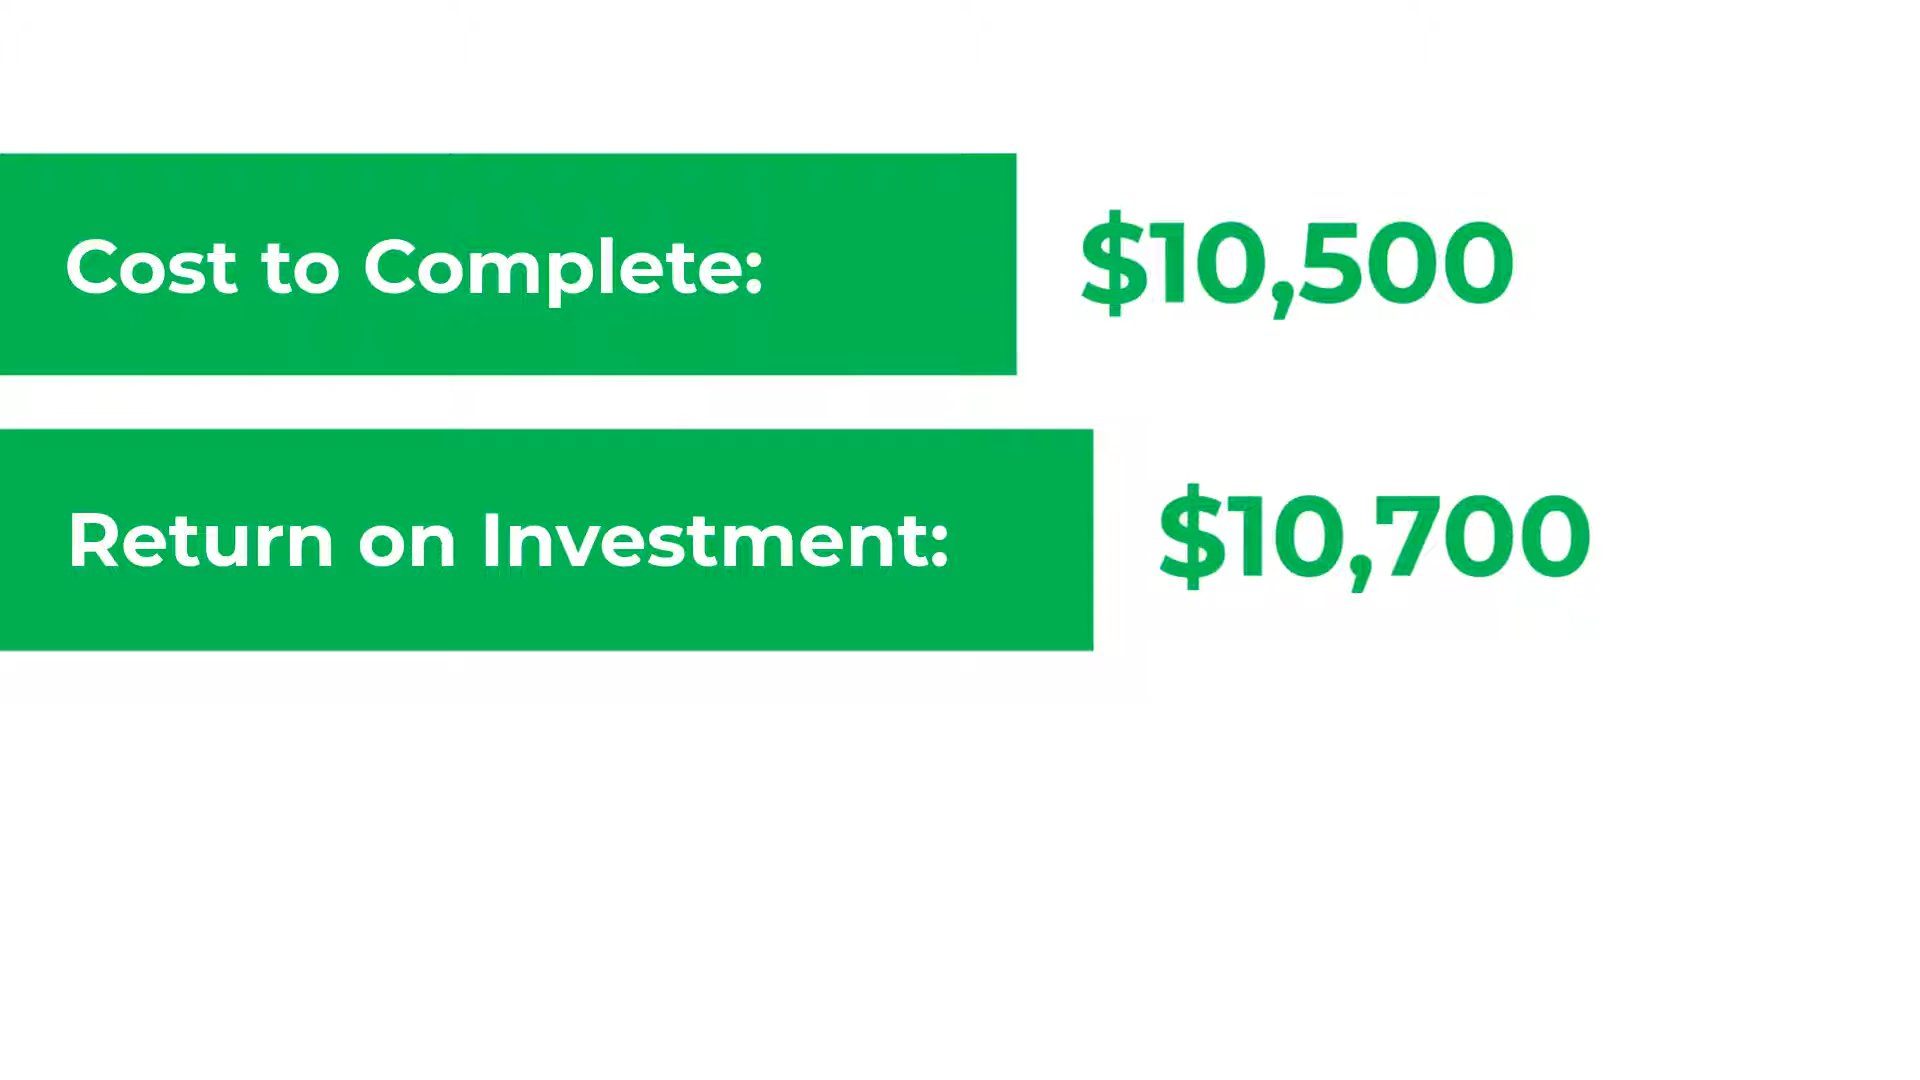 Cost to Complete: $10,500
Return on Investment: $10,700